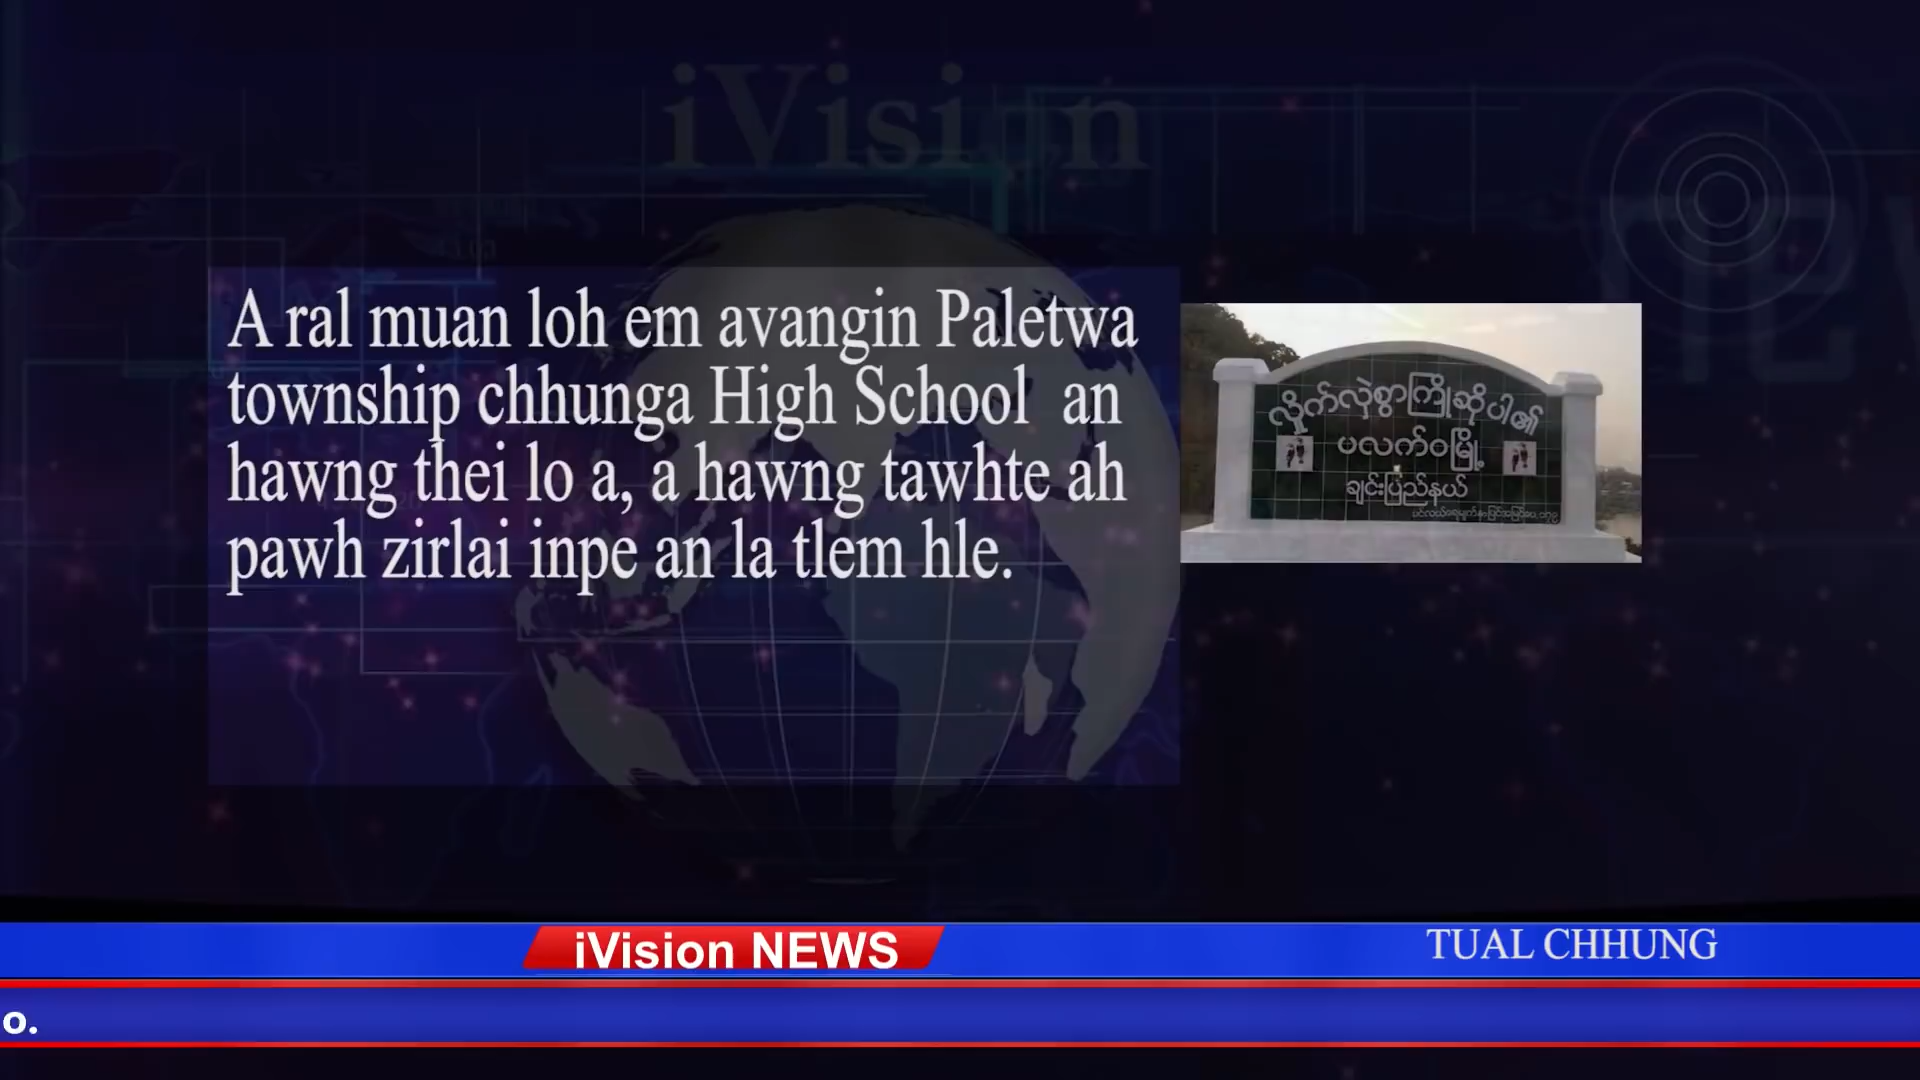 iVision
A ral muan loh em avangin Paletwa
township chhunga High School an
hawng thei lo a, a hawng tawhte ah
pawh zirlai inpe an la tlem hle.
လှိုက်လှဲစွာကြိုဆိုပါ၏
ပလက်ဝမြို့
ချင်းပြည်နယ်
iVision NEWS
TUAL CHHUNG
o.